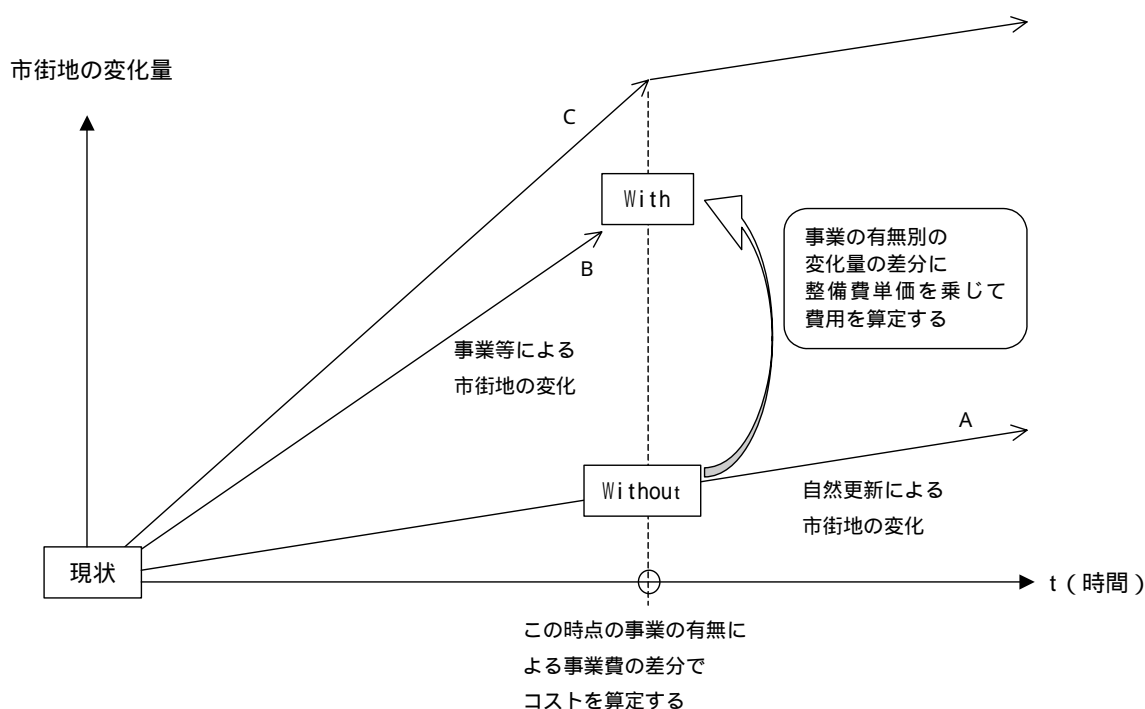 市街地の変化量
C
With
B
事業の有無別の
変化量の差分に
整備費単価を乗じて
費用を算定する
事業等による
市街地の変化
A
Without
自然更新による
市街地の変化
現状
t（時間）
この時点の事業の有無に
よる事業費の差分で
コストを算定する